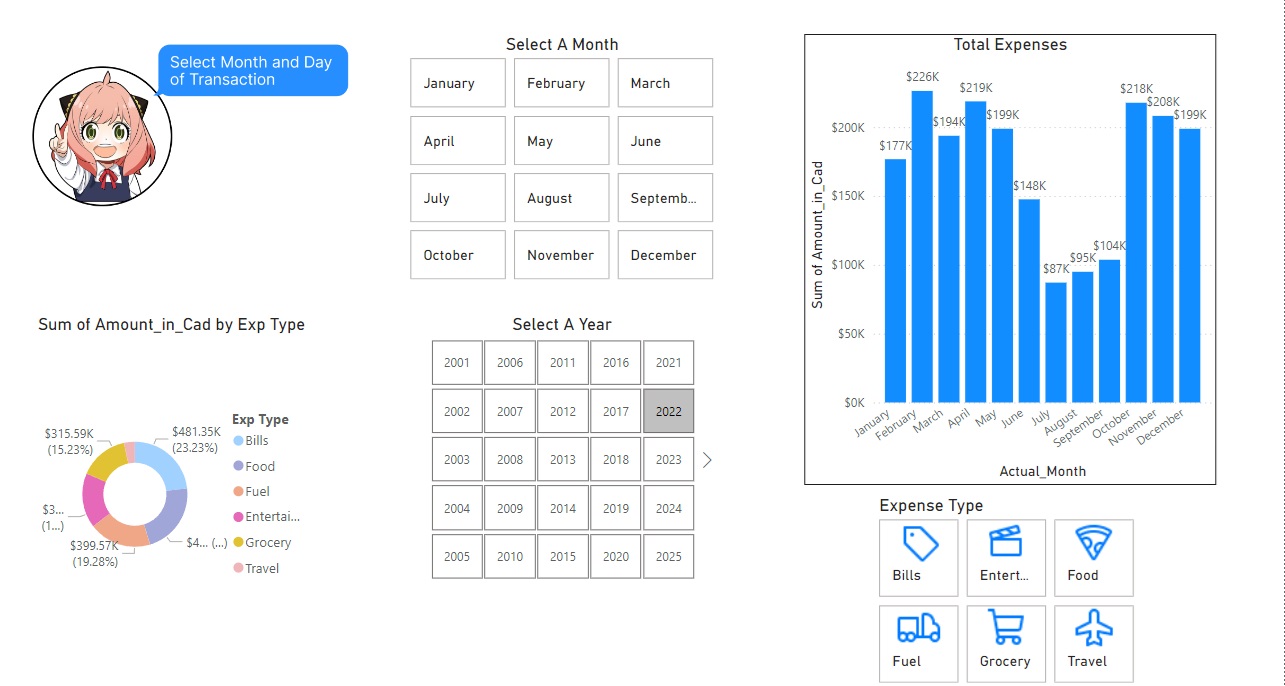 Select Month and Day
of Transaction
Select A Month
January
February
March
April
May
June
July
August
Septemb...
October
November
December
Total Expenses
Sum of Amount_in_Cad
$200K
$150K
$100K
$50K
$0K
$177K
$226K
$194K
$219K
$199K
$148K
$87K
$95K
$104K
$218K
$208K
$199K
January
February
March
April
May
June
July
August
September
October
November
December
Actual_Month
Sum of Amount_in_Cad by Exp Type
$315.59K
(15.23%)
$481.35K
(23.23%)
$3...
(1...)
$399.57K
(19.28%)
$4... (...)
Exp Type
Bills
Food
Fuel
Entertai...
Grocery
Travel
Select A Year
2001 2006 2011 2016 2021
2002 2007 2012 2017 2022
2003 2008 2013 2018 2023
2004 2009 2014 2019 2024
2005 2010 2015 2020 2025
Expense Type
Bills
Entert...
Food
Fuel
Grocery
Travel